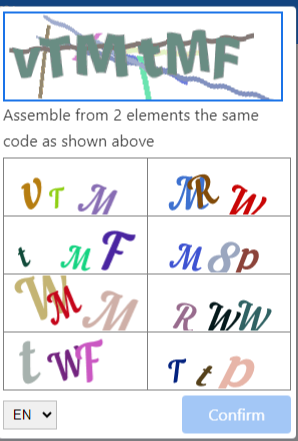 vTMtMF
Assemble from 2 elements the same
code as shown above
v T M
M R W
t M F
M 8 p
W M M
R W W
t W F
T t p
EN
Confirm